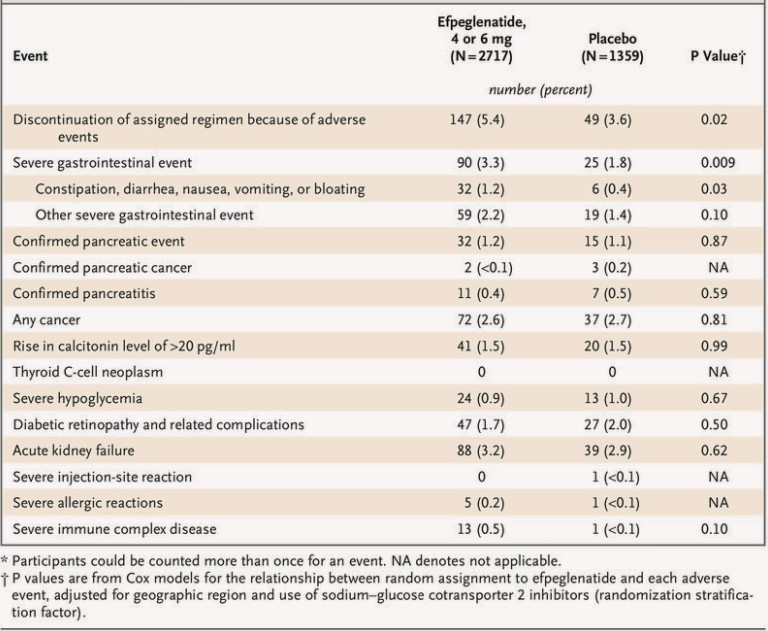 Event Efpeglenatide, 4 or 6 mg (N=2717) Placebo (N=1359) P Value†
number (percent)
Discontinuation of assigned regimen because of adverse events 147 (5.4) 49 (3.6) 0.02
Severe gastrointestinal event 90 (3.3) 25 (1.8) 0.009
Constipation, diarrhea, nausea, vomiting, or bloating 32 (1.2) 6 (0.4) 0.03
Other severe gastrointestinal event 59 (2.2) 19 (1.4) 0.10
Confirmed pancreatic event 32 (1.2) 15 (1.1) 0.87
Confirmed pancreatic cancer 2 (<0.1) 3 (0.2) NA
Confirmed pancreatitis 11 (0.4) 7 (0.5) 0.59
Any cancer 72 (2.6) 37 (2.7) 0.81
Rise in calcitonin level of >20 pg/ml 41 (1.5) 20 (1.5) 0.99
Thyroid C-cell neoplasm 0 0 NA
Severe hypoglycemia 24 (0.9) 13 (1.0) 0.67
Diabetic retinopathy and related complications 47 (1.7) 27 (2.0) 0.50
Acute kidney failure 88 (3.2) 39 (2.9) 0.62
Severe injection-site reaction 0 1 (<0.1) NA
Severe allergic reactions 5 (0.2) 1 (<0.1) NA
Severe immune complex disease 13 (0.5) 1 (<0.1) 0.10
* Participants could be counted more than once for an event. NA denotes not applicable.
† P values are from Cox models for the relationship between random assignment to efpeglenatide and each adverse
event, adjusted for geographic region and use of sodium–glucose cotransporter 2 inhibitors (randomization stratifica-
tion factor).